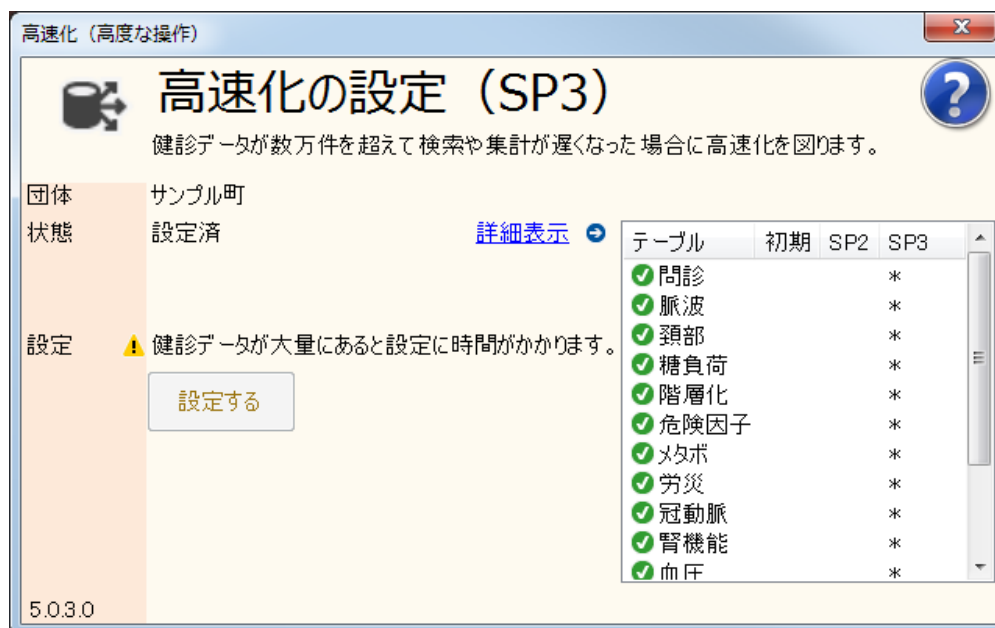 高速化（高度な操作）
高速化の設定（SP3）
健診データが数万件を超えて検索や集計が遅くなった場合に高速化を図ります。
団体 サンプル町
状態 設定済 詳細表示
テーブル 初期 SP2 SP3
問診 *
脈波 *
頚部 *
糖負荷 *
階層化 *
危険因子 *
メタボ *
労災 *
冠動脈 *
腎機能 *
血圧 *
設定 健診データが大量にあると設定に時間がかかります。
設定する
5.0.3.0